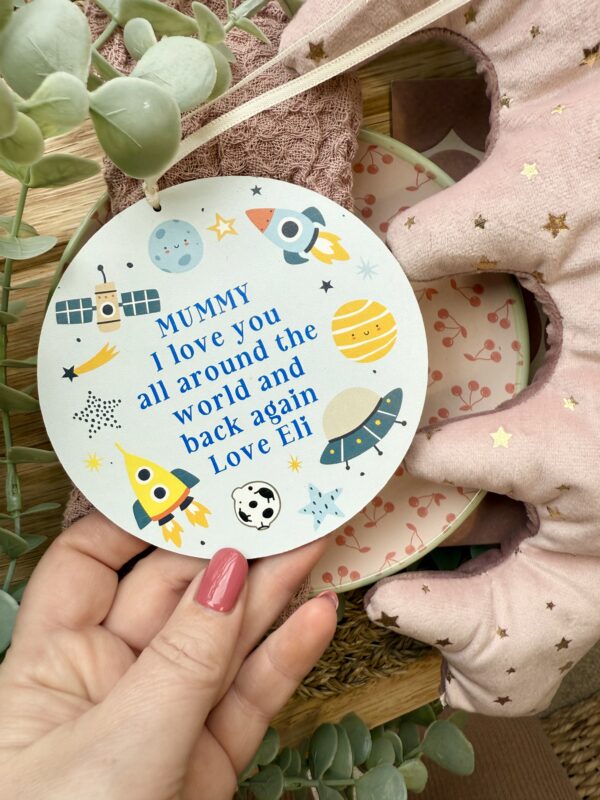 MUMMY
I love you
all around the
world and
back again
Love Eli